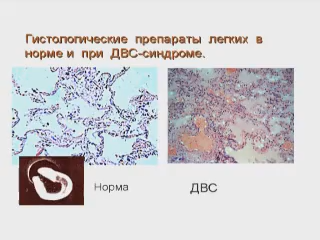 Гистологические препараты легких в
норме и при ДВС-синдроме.
Норма
ДВС